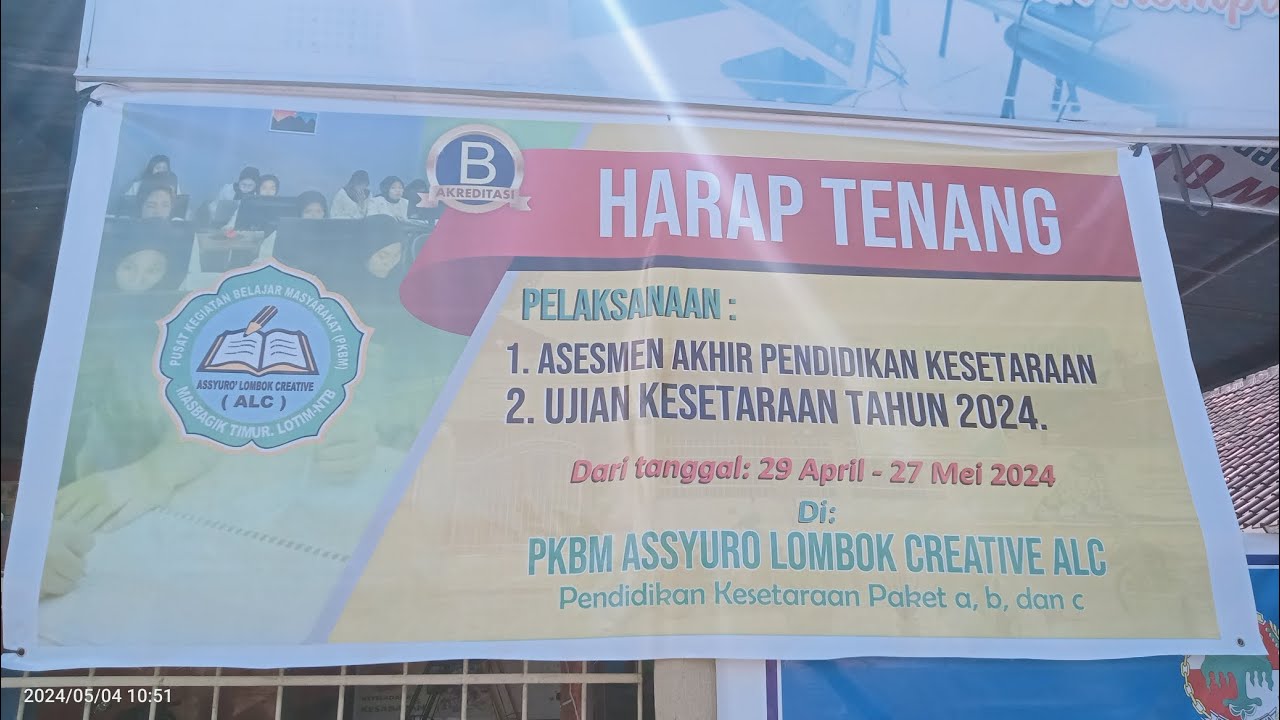 B
AKREDITASI
HARAP TENANG
PELAKSANAAN :
1. ASESMEN AKHIR PENDIDIKAN KESETARAAN
2. UJIAN KESETARAAN TAHUN 2024.
Dari tanggal: 29 April - 27 Mei 2024
Di:
PKBM ASSYURO LOMBOK CREATIVE ALC
Pendidikan Kesetaraan Paket a, b, dan c
PUSAT KEGIATAN BELAJAR MASYARAKAT (PKBM)
ASSYURO' LOMBOK CREATIVE
( ALC )
MASBAGIK TIMUR. LOTIM-NTB
2024/05/04 10:51